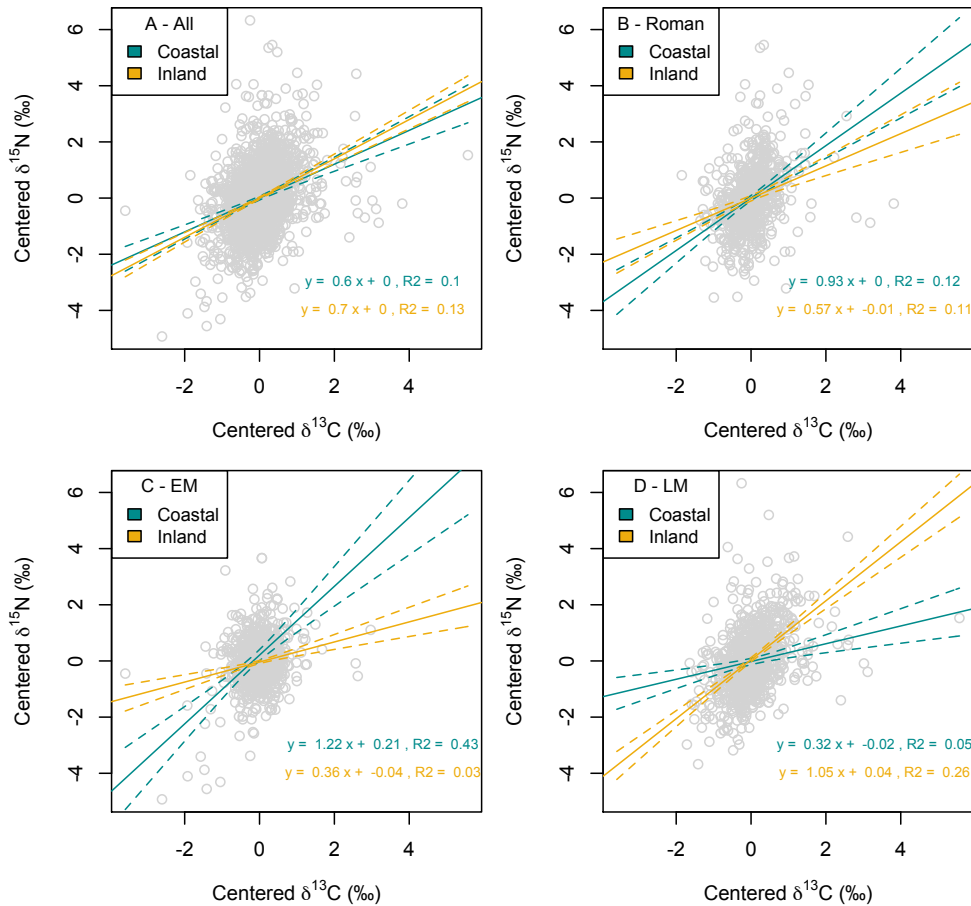 A - All
Coastal
Inland
6
4
2
0
-2
-4
Centered δ¹⁵N (‰)
y = 0.6 x + 0 , R2 = 0.1
y = 0.7 x + 0 , R2 = 0.13
-2 0 2 4
Centered δ¹³C (‰)
B - Roman
Coastal
Inland
6
4
2
0
-2
-4
Centered δ¹⁵N (‰)
y = 0.93 x + 0 , R2 = 0.12
y = 0.57 x + -0.01 , R2 = 0.11
-2 0 2 4
Centered δ¹³C (‰)
C - EM
Coastal
Inland
6
4
2
0
-2
-4
Centered δ¹⁵N (‰)
y = 1.22 x + 0.21 , R2 = 0.43
y = 0.36 x + -0.04 , R2 = 0.03
-2 0 2 4
Centered δ¹³C (‰)
D - LM
Coastal
Inland
6
4
2
0
-2
-4
Centered δ¹⁵N (‰)
y = 0.32 x + -0.02 , R2 = 0.05
y = 1.05 x + 0.04 , R2 = 0.26
-2 0 2 4
Centered δ¹³C (‰)